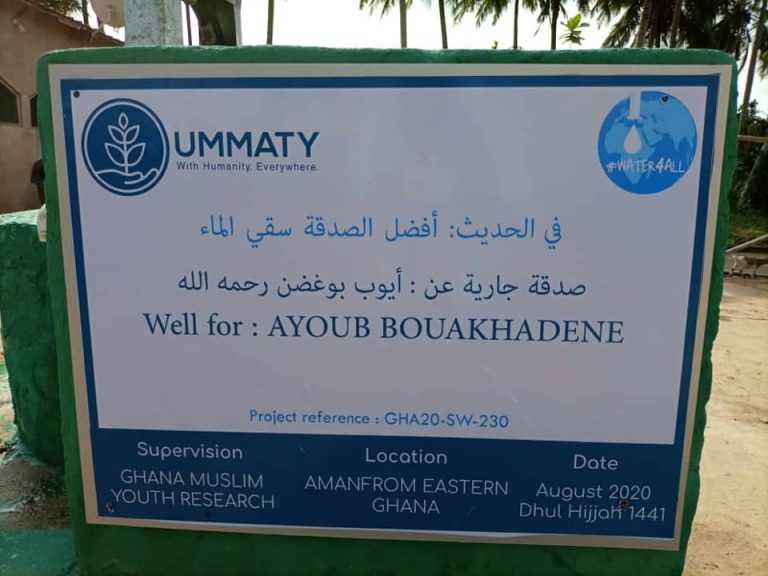 UMMATY
With Humanity. Everywhere.
#WATER4ALL
في الحديث: أفضل الصدقة سقي الماء
صدقة جارية عن : أيوب بوغضن رحمه الله
Well for : AYOUB BOUAKHADENE
Project reference : GHA20-SW-230
Supervision
GHANA MUSLIM
YOUTH RESEARCH
Location
AMANFROM EASTERN
GHANA
Date
August 2020
Dhul Hijjah 1441